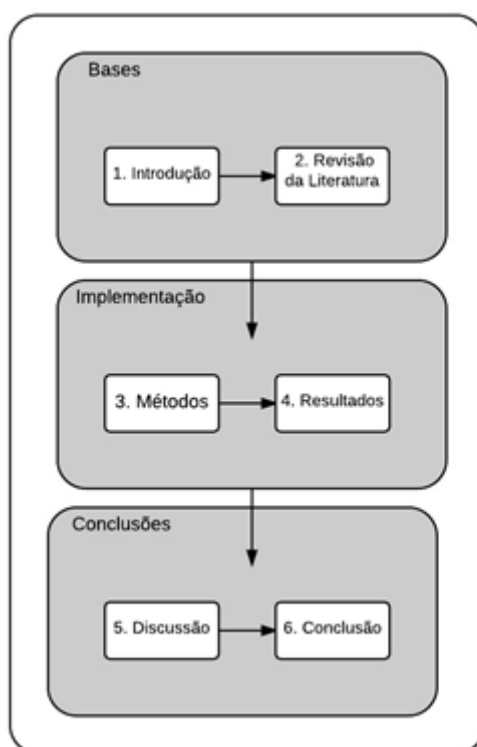 Bases
1. Introdução
2. Revisão
da Literatura
Implementação
3. Métodos
4. Resultados
Conclusões
5. Discussão
6. Conclusão